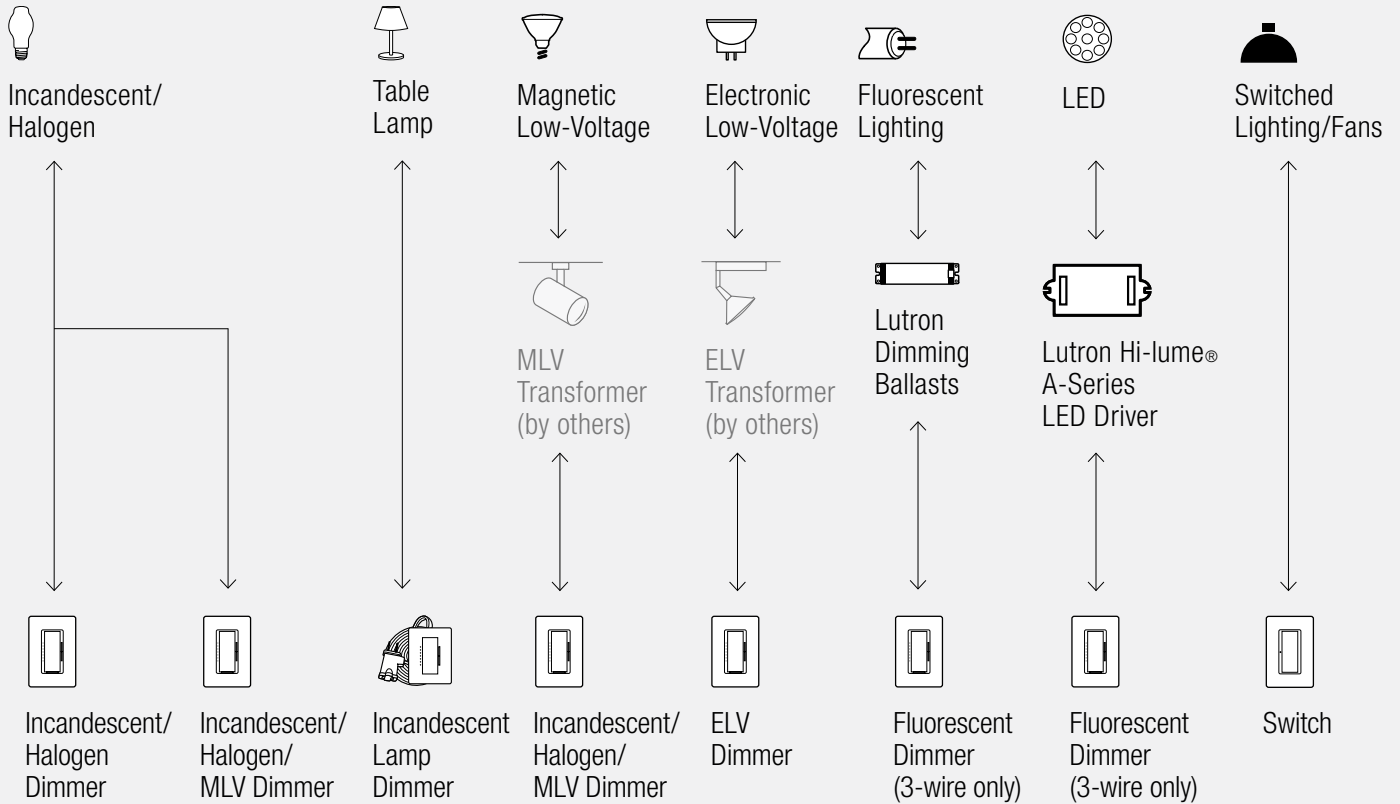 Incandescent/
Halogen
Table
Lamp
Magnetic
Low-Voltage
Electronic
Low-Voltage
Fluorescent
Lighting
LED
Switched
Lighting/Fans
MLV
Transformer
(by others)
ELV
Transformer
(by others)
Lutron
Dimming
Ballasts
Lutron Hi-lume®
A-Series
LED Driver
Incandescent/
Halogen
Dimmer
Incandescent/
Halogen/
MLV Dimmer
Incandescent
Lamp
Dimmer
Incandescent/
Halogen/
MLV Dimmer
ELV
Dimmer
Fluorescent
Dimmer
(3-wire only)
Fluorescent
Dimmer
(3-wire only)
Switch